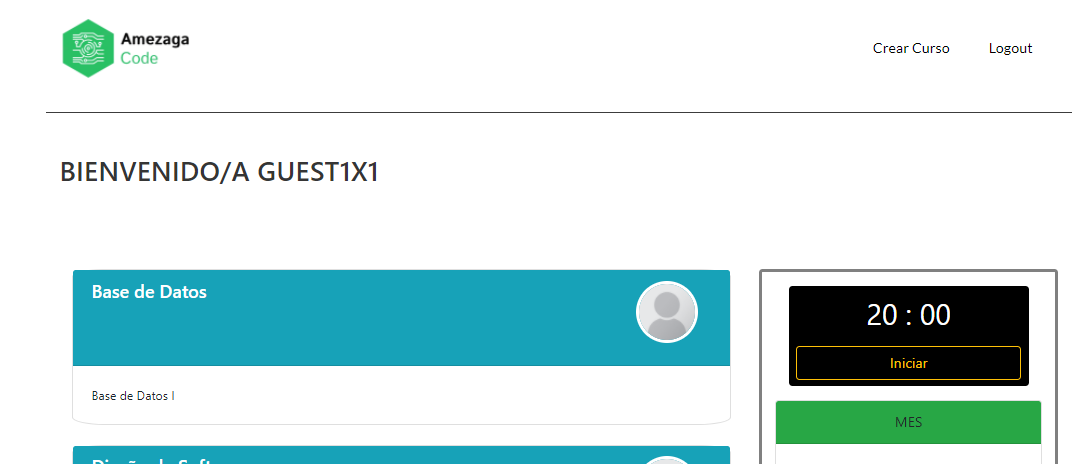 Amezaga
Code
Crear Curso
Logout
BIENVENIDO/A GUEST1X1
Base de Datos
Base de Datos I
20 : 00
Iniciar
MES